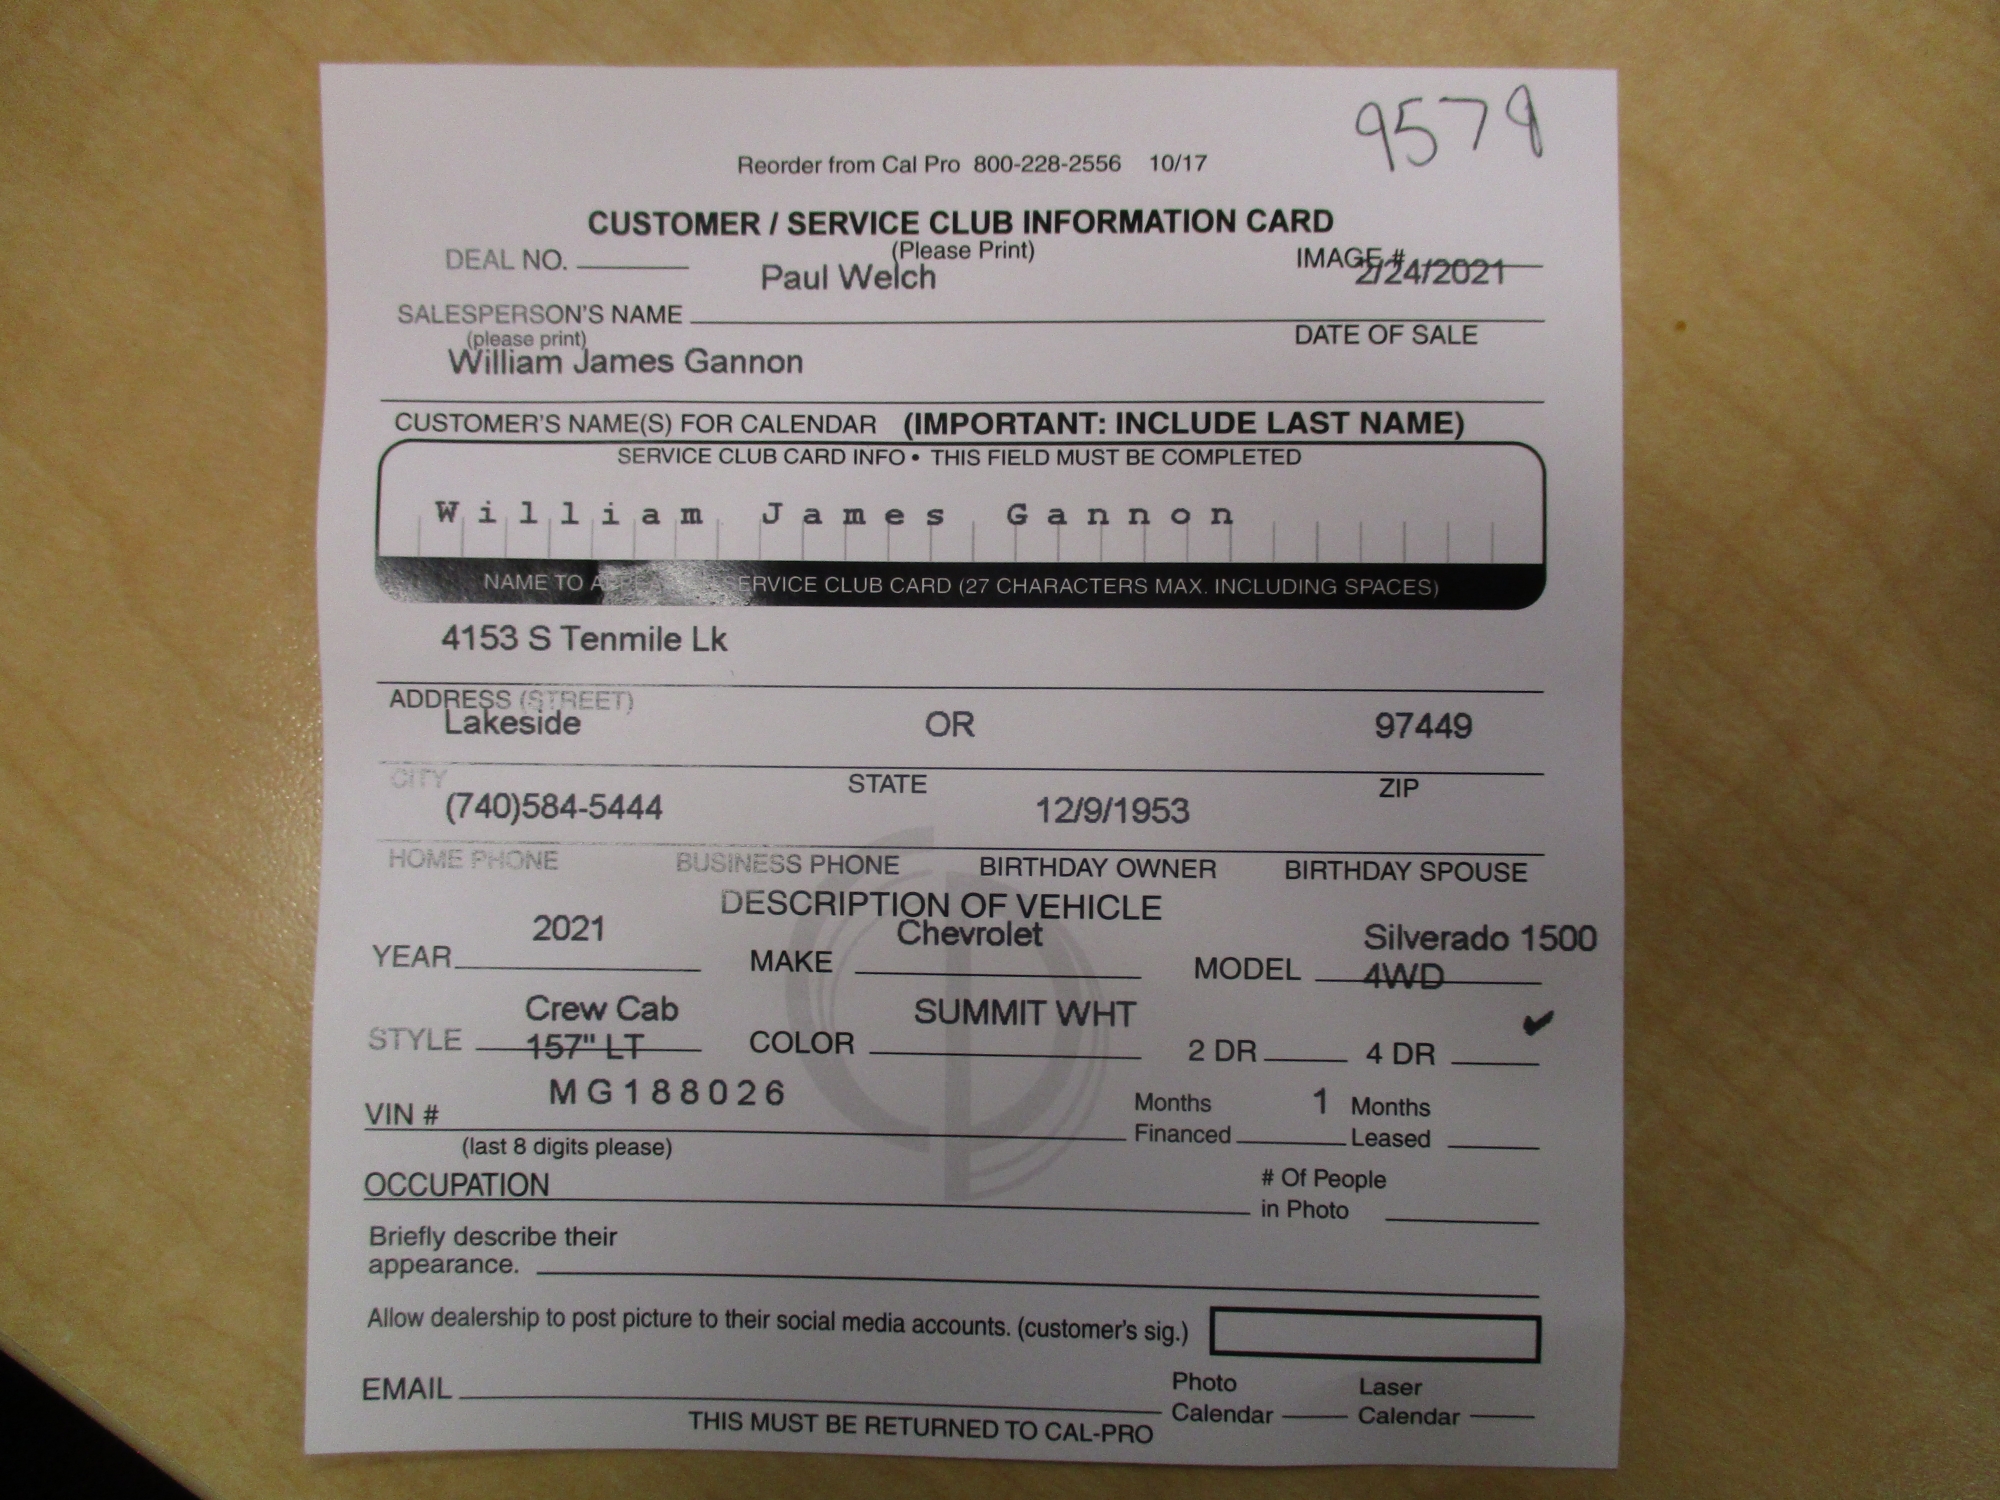 9579
Reorder from Cal Pro 800-228-2556 10/17
CUSTOMER / SERVICE CLUB INFORMATION CARD
(Please Print)
DEAL NO. IMAGE #
Paul Welch 2/24/2021
SALESPERSON'S NAME
(please print) DATE OF SALE
William James Gannon
CUSTOMER'S NAME(S) FOR CALENDAR (IMPORTANT: INCLUDE LAST NAME)
SERVICE CLUB CARD INFO • THIS FIELD MUST BE COMPLETED
William James Gannon
NAME TO APPEAR SERVICE CLUB CARD (27 CHARACTERS MAX. INCLUDING SPACES)
4153 S Tenmile Lk
ADDRESS (STREET)
Lakeside OR 97449
CITY STATE ZIP
(740)584-5444 12/9/1953
HOME PHONE BUSINESS PHONE BIRTHDAY OWNER BIRTHDAY SPOUSE
DESCRIPTION OF VEHICLE
YEAR 2021 MAKE Chevrolet MODEL Silverado 1500
4WD
STYLE Crew Cab
157" LT COLOR SUMMIT WHT 2 DR 4 DR ✔
VIN # MG188026
(last 8 digits please)
Months
Financed 1
Months
Leased
OCCUPATION
# Of People
in Photo
Briefly describe their
appearance.
Allow dealership to post picture to their social media accounts. (customer's sig.)
EMAIL
Photo
Calendar
Laser
Calendar
THIS MUST BE RETURNED TO CAL-PRO